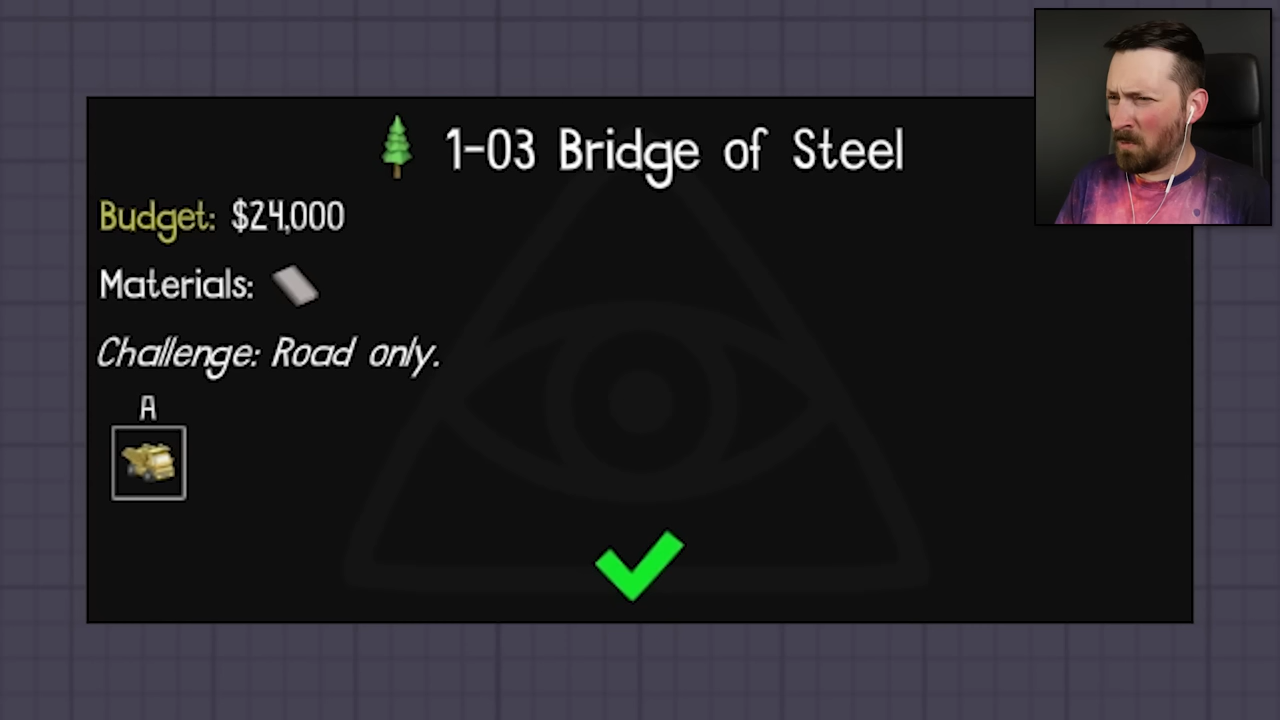 1-03 Bridge of Steel
Budget: $24,000
Materials:
Challenge: Road only.
A